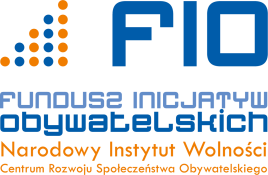 FIO
FUNDUSZ INICJATYW
obywatelskich
Narodowy Instytut Wolności
Centrum Rozwoju Społeczeństwa Obywatelskiego